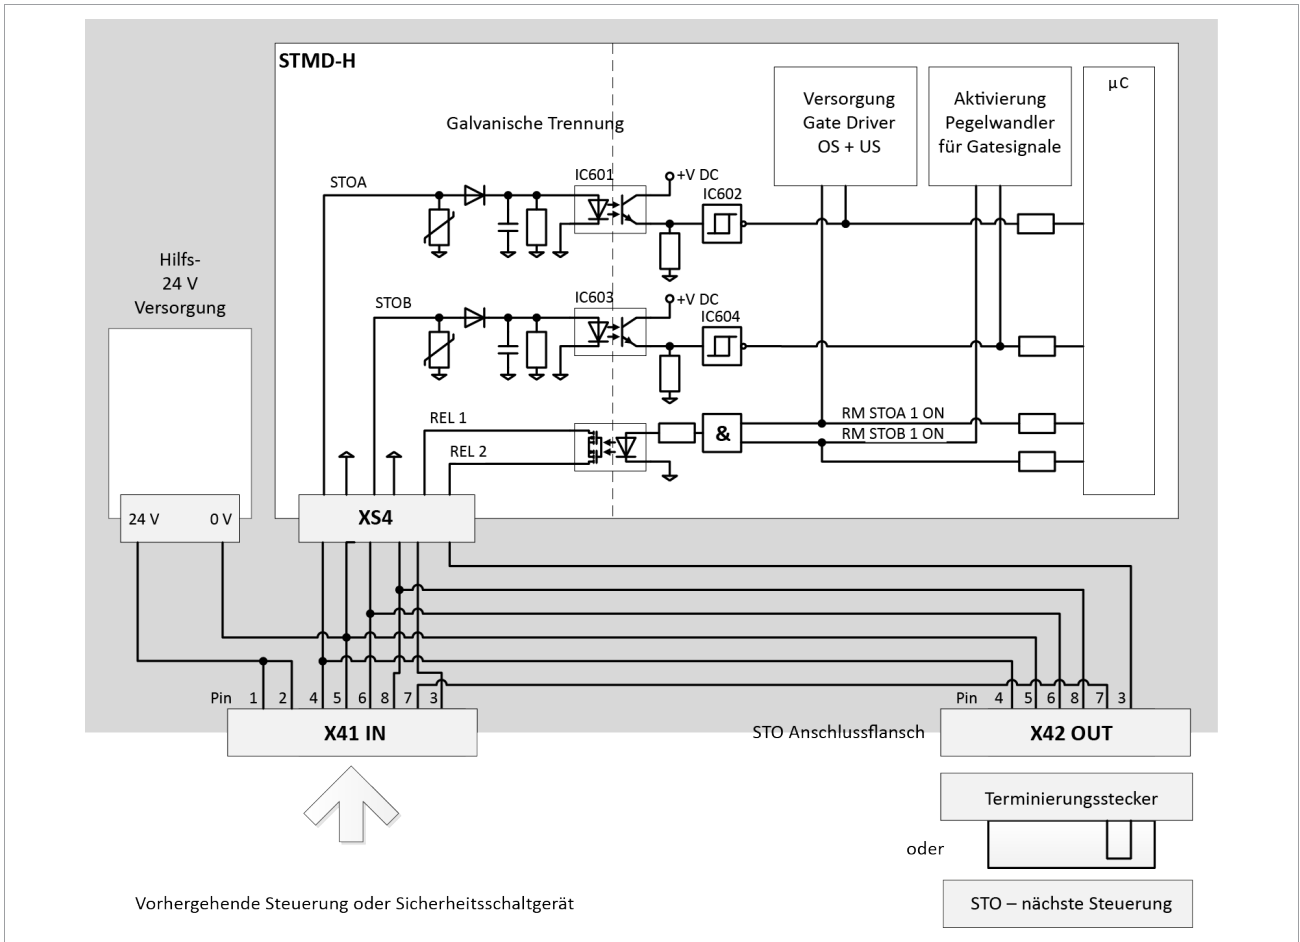 STMD-H
Galvanische Trennung
Versorgung
Gate Driver
OS + US
Aktivierung
Pegelwandler
für Gatesignale
µC
STOA
IC601
+V DC
IC602
Hilfs-
24 V
Versorgung
STOB
IC603
+V DC
IC604
REL 1
REL 2
&
RM STOA 1 ON
RM STOB 1 ON
24 V 0 V
XS4
Pin 1 2 4 5 6 8 7 3
X41 IN
STO Anschlussflansch
Pin 4 5 6 8 7 3
X42 OUT
Terminierungsstecker
oder
STO – nächste Steuerung
Vorhergehende Steuerung oder Sicherheitsschaltgerät